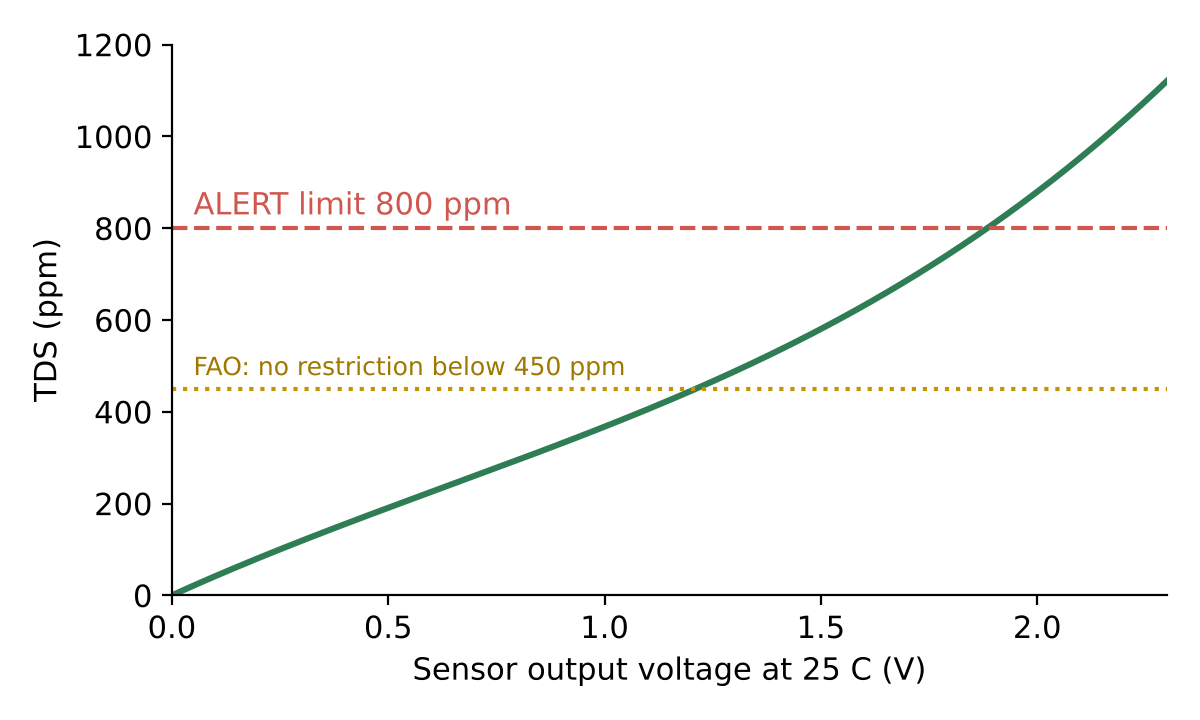 1200
1000
ALERT limit 800 ppm
800
600
FAO: no restriction below 450 ppm
400
200
0
TDS (ppm)
0.0 0.5 1.0 1.5 2.0
Sensor output voltage at 25 C (V)